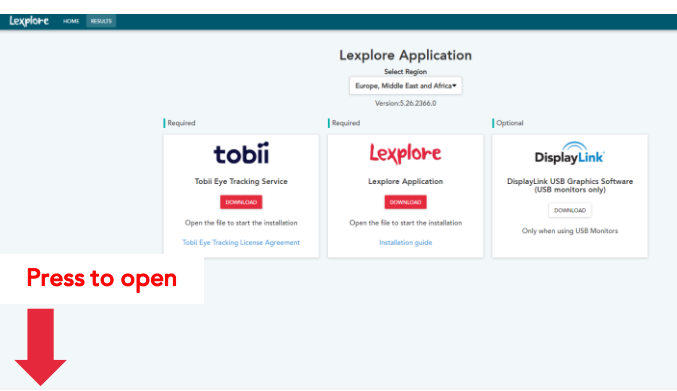 Lexplore HOME RESULTS
Lexplore Application
Select Region
Europe, Middle East and Africa
Version:5.26.2366.0
Required
Required
Optional
tobii
Lexplore
DisplayLink
Tobii Eye Tracking Service
Lexplore Application
DisplayLink USB Graphics Software
(USB monitors only)
DOWNLOAD
DOWNLOAD
DOWNLOAD
Open the file to start the installation
Open the file to start the installation
Only when using USB Monitors
Tobii Eye Tracking License Agreement
Installation guide
Press to open